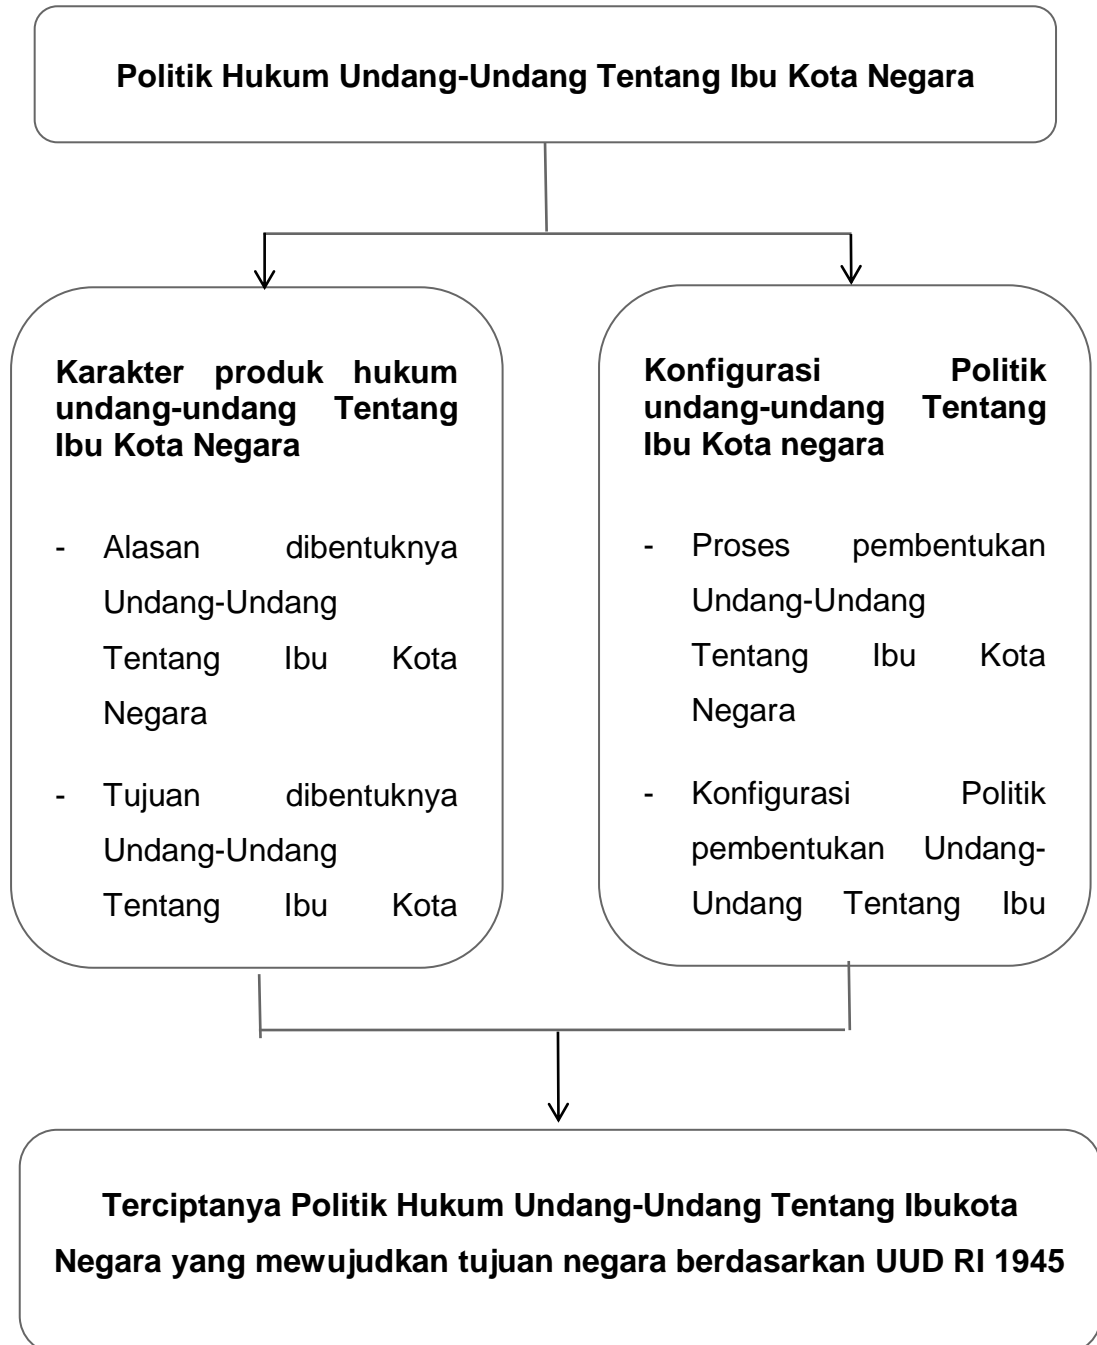 Politik Hukum Undang-Undang Tentang Ibu Kota Negara
Karakter produk hukum
undang-undang Tentang
Ibu Kota Negara
- Alasan dibentuknya
Undang-Undang
Tentang Ibu Kota
Negara
- Tujuan dibentuknya
Undang-Undang
Tentang Ibu Kota
Konfigurasi Politik
undang-undang Tentang
Ibu Kota negara
- Proses pembentukan
Undang-Undang
Tentang Ibu Kota
Negara
- Konfigurasi Politik
pembentukan Undang-
Undang Tentang Ibu
Terciptanya Politik Hukum Undang-Undang Tentang Ibukota
Negara yang mewujudkan tujuan negara berdasarkan UUD RI 1945